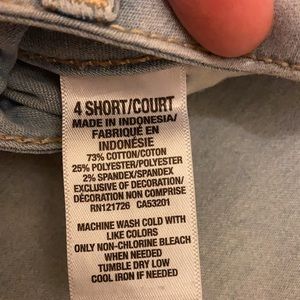 4 SHORT/COURT
MADE IN INDONESIA/
FABRIQUÉ EN
INDONÉSIE
73% COTTON/COTON
25% POLYESTER/POLYESTER
2% SPANDEX/SPANDEX
EXCLUSIVE OF DECORATION/
DÉCORATION NON COMPRISE
RN121726 CA53201
MACHINE WASH COLD WITH
LIKE COLORS
ONLY NON-CHLORINE BLEACH
WHEN NEEDED
TUMBLE DRY LOW
COOL IRON IF NEEDED